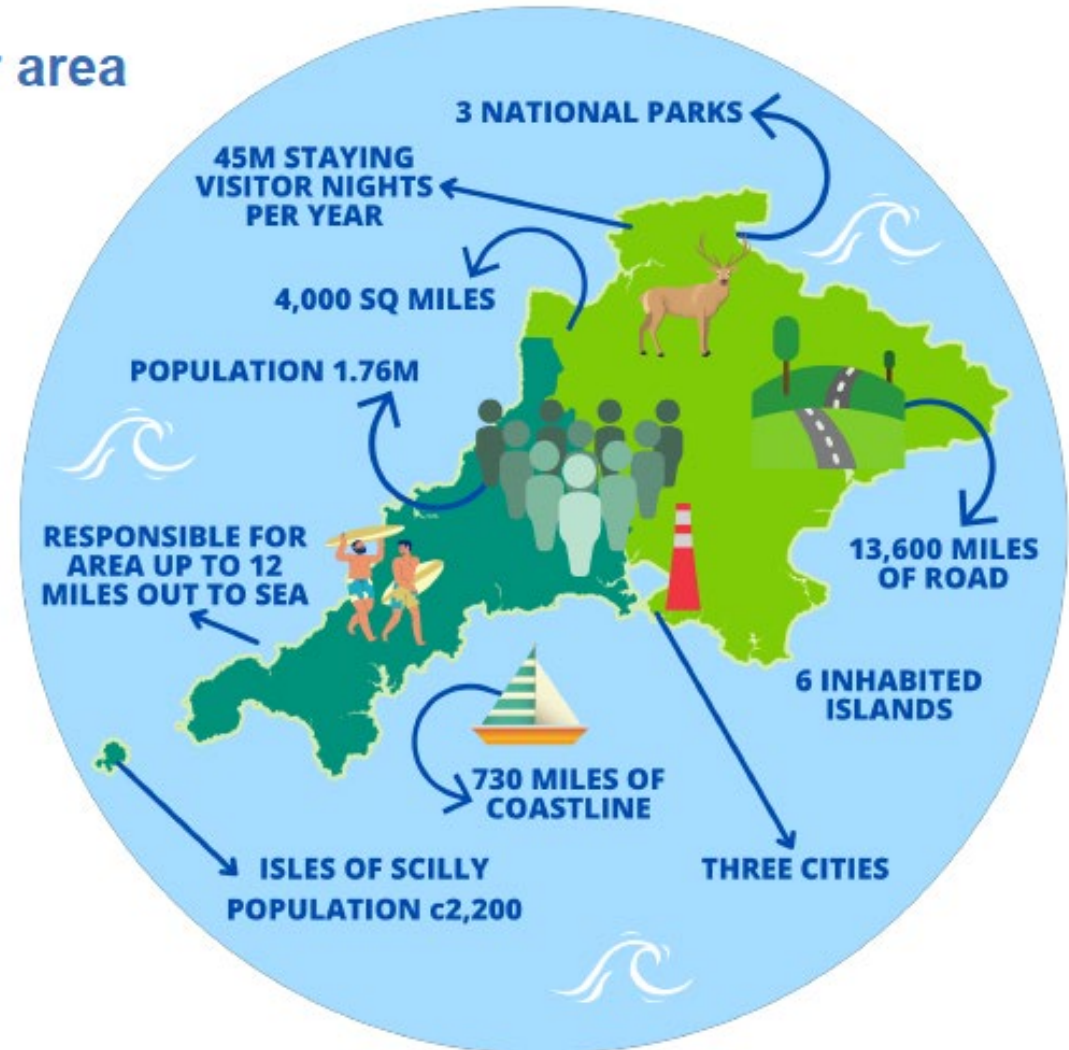 area
3 NATIONAL PARKS
45M STAYING
VISITOR NIGHTS
PER YEAR
4,000 SQ MILES
POPULATION 1.76M
RESPONSIBLE FOR
AREA UP TO 12
MILES OUT TO SEA
13,600 MILES
OF ROAD
6 INHABITED
ISLANDS
730 MILES OF
COASTLINE
THREE CITIES
ISLES OF SCILLY
POPULATION c2,200